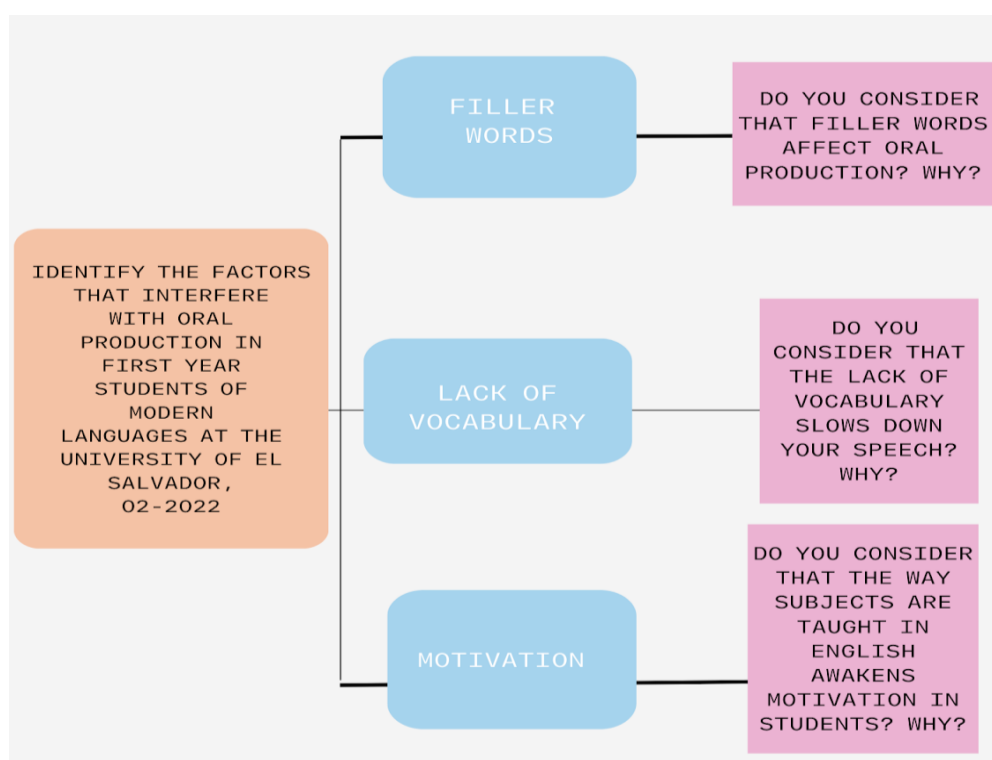 IDENTIFY THE FACTORS
THAT INTERFERE
WITH ORAL
PRODUCTION IN
FIRST YEAR
STUDENTS OF
MODERN
LANGUAGES AT THE
UNIVERSITY OF EL
SALVADOR,
02-2022
FILLER
WORDS
DO YOU CONSIDER
THAT FILLER WORDS
AFFECT ORAL
PRODUCTION? WHY?
LACK OF
VOCABULARY
DO YOU
CONSIDER THAT
THE LACK OF
VOCABULARY
SLOWS DOWN
YOUR SPEECH?
WHY?
MOTIVATION
DO YOU CONSIDER
THAT THE WAY
SUBJECTS ARE
TAUGHT IN
ENGLISH
AWAKENS
MOTIVATION IN
STUDENTS? WHY?